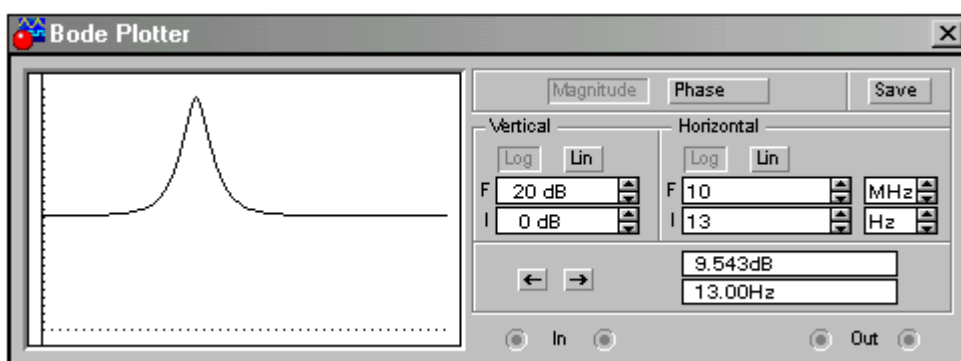 Bode Plotter
Magnitude Phase Save
Vertical Horizontal
Log Lin Log Lin
F 20 dB F 10 MHz
I 0 dB I 13 Hz
← → 9.543dB
13.00Hz
In Out